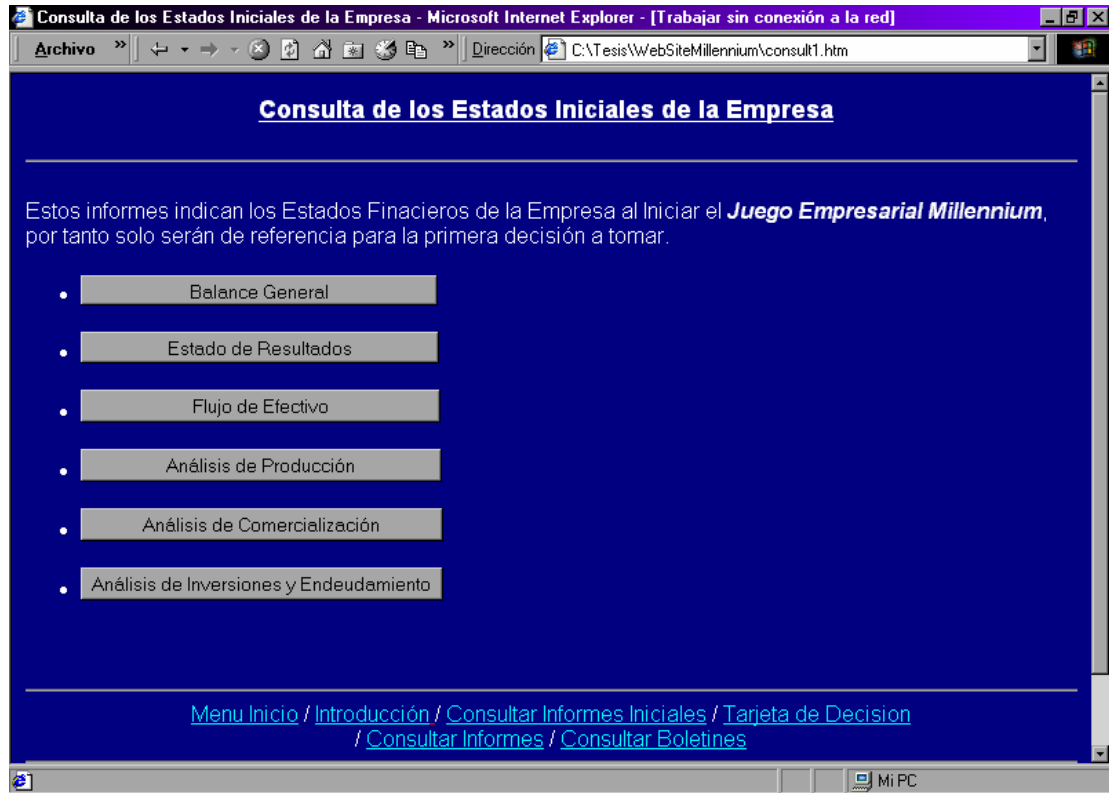 Consulta de los Estados Iniciales de la Empresa - Microsoft Internet Explorer - [Trabajar sin conexión a la red]
Archivo » » Dirección C:\Tesis\WebSiteMillennium\consult1.htm
Consulta de los Estados Iniciales de la Empresa
Estos informes indican los Estados Finacieros de la Empresa al Iniciar el Juego Empresarial Millennium,
por tanto solo serán de referencia para la primera decisión a tomar.
• Balance General
• Estado de Resultados
• Flujo de Efectivo
• Análisis de Producción
• Análisis de Comercialización
• Análisis de Inversiones y Endeudamiento
Menu Inicio / Introducción / Consultar Informes Iniciales / Tarjeta de Decision
/ Consultar Informes / Consultar Boletines
Mi PC